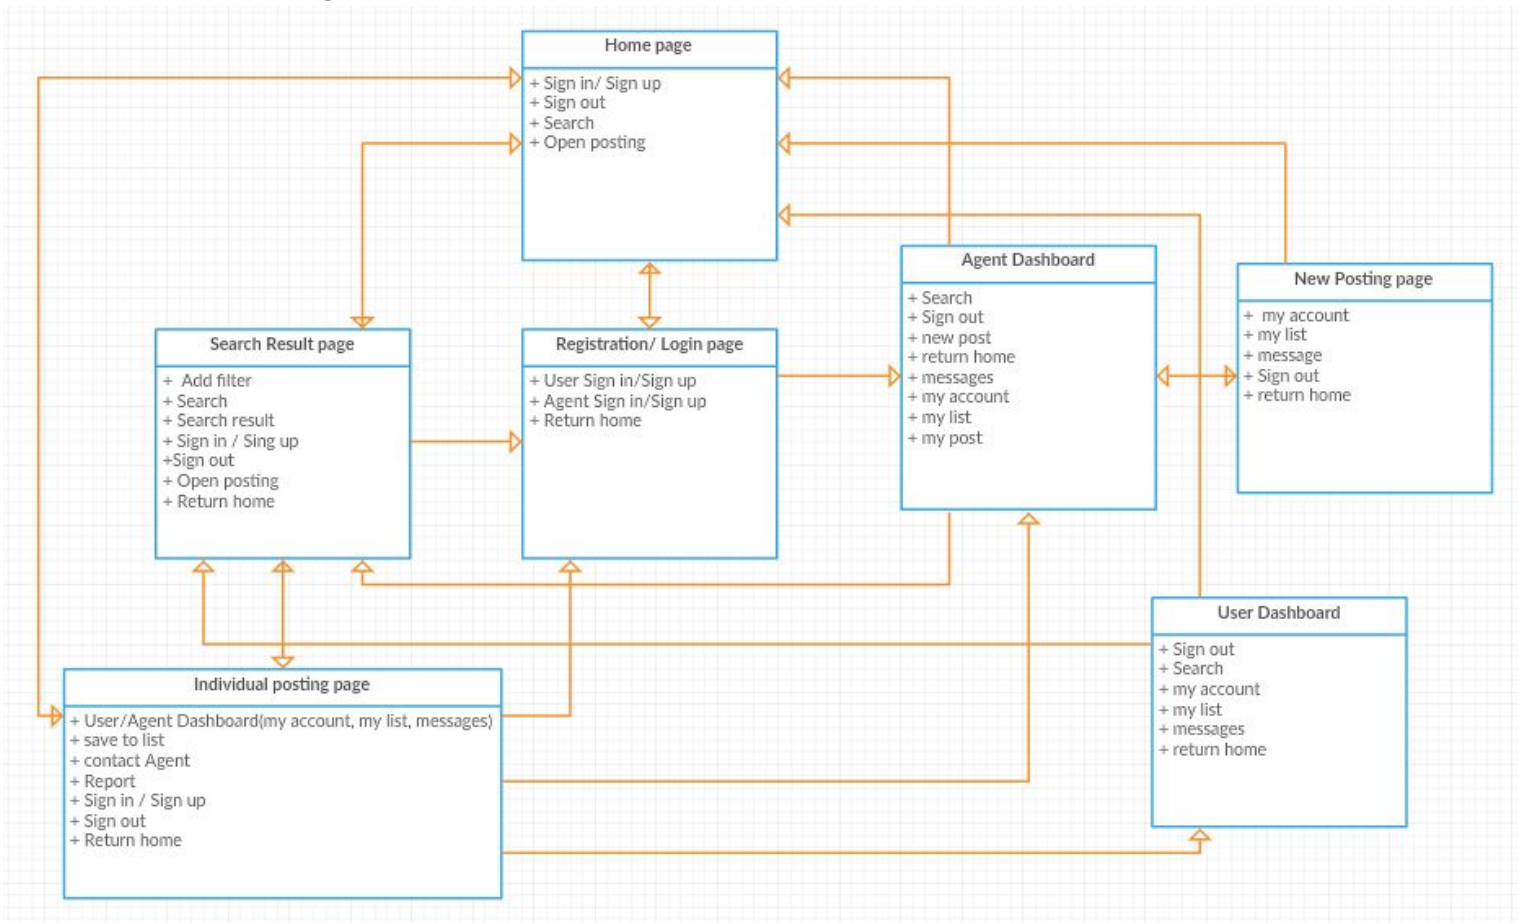 Home page
+ Sign in/ Sign up
+ Sign out
+ Search
+ Open posting
Agent Dashboard
+ Search
+ Sign out
+ new post
+ return home
+ messages
+ my account
+ my list
+ my post
New Posting page
+ my account
+ my list
+ message
+ Sign out
+ return home
Search Result page
+ Add filter
+ Search
+ Search result
+ Sign in / Sing up
+Sign out
+ Open posting
+ Return home
Registration/ Login page
+ User Sign in/Sign up
+ Agent Sign in/Sign up
+ Return home
User Dashboard
+ Sign out
+ Search
+ my account
+ my list
+ messages
+ return home
Individual posting page
+ User/Agent Dashboard(my account, my list, messages)
+ save to list
+ contact Agent
+ Report
+ Sign in / Sign up
+ Sign out
+ Return home